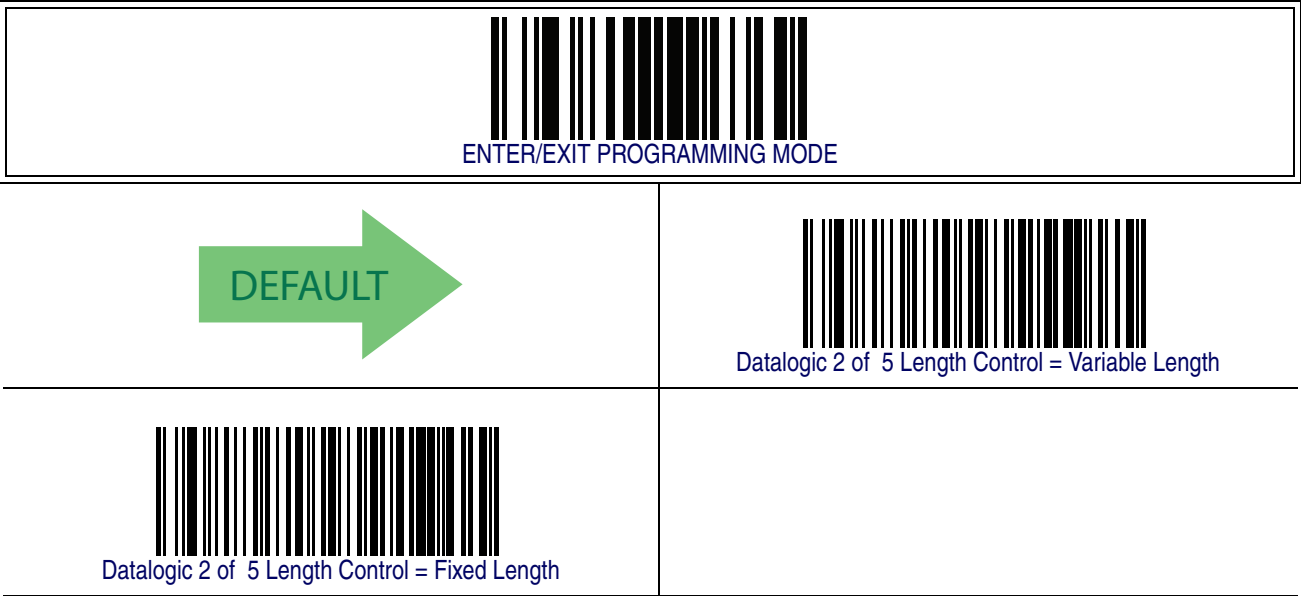 ENTER/EXIT PROGRAMMING MODE
DEFAULT
Datalogic 2 of 5 Length Control = Variable Length
Datalogic 2 of 5 Length Control = Fixed Length